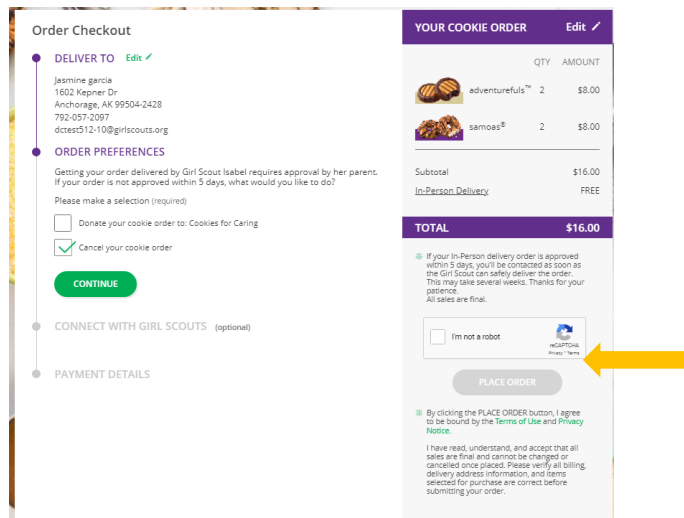 Order Checkout
DELIVER TO Edit
Jasmine garcia
1602 Kepner Dr
Anchorage, AK 99504-2428
792-057-2097
dctest512-10@girlscouts.org
ORDER PREFERENCES
Getting your order delivered by Girl Scout Isabel requires approval by her parent.
If your order is not approved within 5 days, what would you like to do?
Please make a selection (required)
Donate your cookie order to: Cookies for Caring
Cancel your cookie order
CONTINUE
CONNECT WITH GIRL SCOUTS (optional)
PAYMENT DETAILS
YOUR COOKIE ORDER Edit
QTY AMOUNT
adventurefuls™ 2 $8.00
samoas® 2 $8.00
Subtotal $16.00
In-Person Delivery FREE
TOTAL $16.00
If your In-Person delivery order is approved
within 5 days, you'll be contacted as soon as
the Girl Scout can safely deliver the order.
This may take several weeks. Thanks for your
patience.
All sales are final.
I'm not a robot
reCAPTCHA
Privacy - Terms
PLACE ORDER
By clicking the PLACE ORDER button, I agree
to be bound by the Terms of Use and Privacy
Notice.
I have read, understand, and accept that all
sales are final and cannot be changed or
cancelled once placed. Please verify all billing,
delivery address information, and items
selected for purchase are correct before
submitting your order.